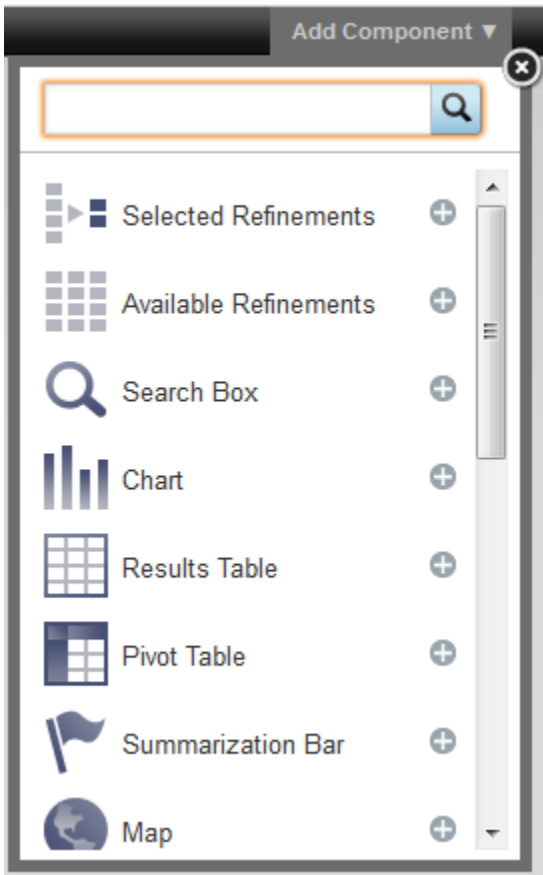 Add Component ▼
Selected Refinements
Available Refinements
Search Box
Chart
Results Table
Pivot Table
Summarization Bar
Map